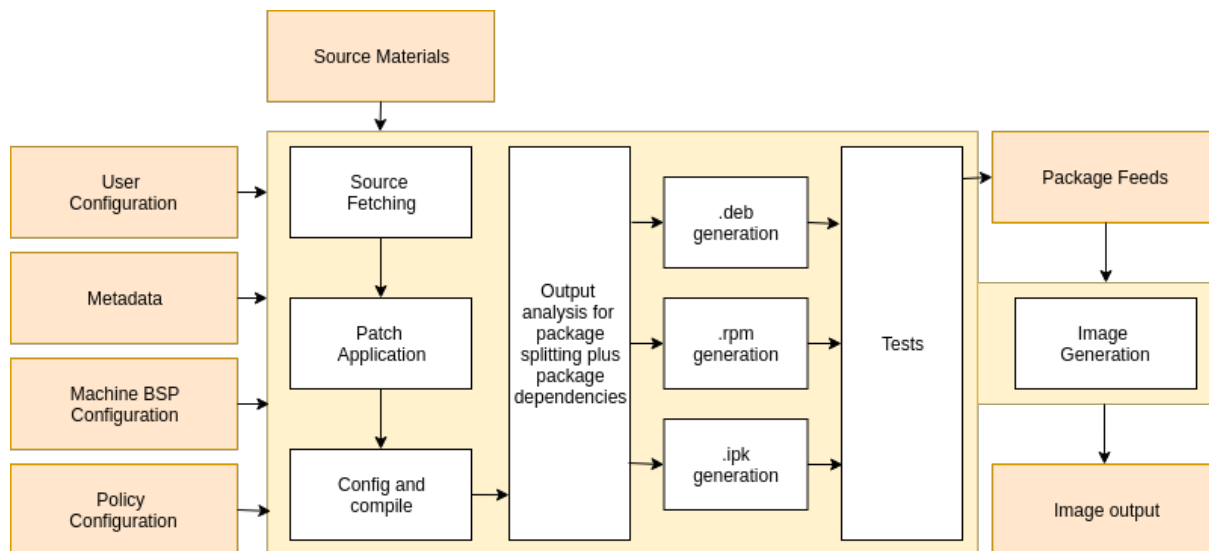 Source Materials
User
Configuration
Metadata
Machine BSP
Configuration
Policy
Configuration
Source
Fetching
Patch
Application
Config and
compile
Output
analysis for
package
splitting plus
package
dependencies
.deb
generation
.rpm
generation
.ipk
generation
Tests
Package Feeds
Image
Generation
Image output